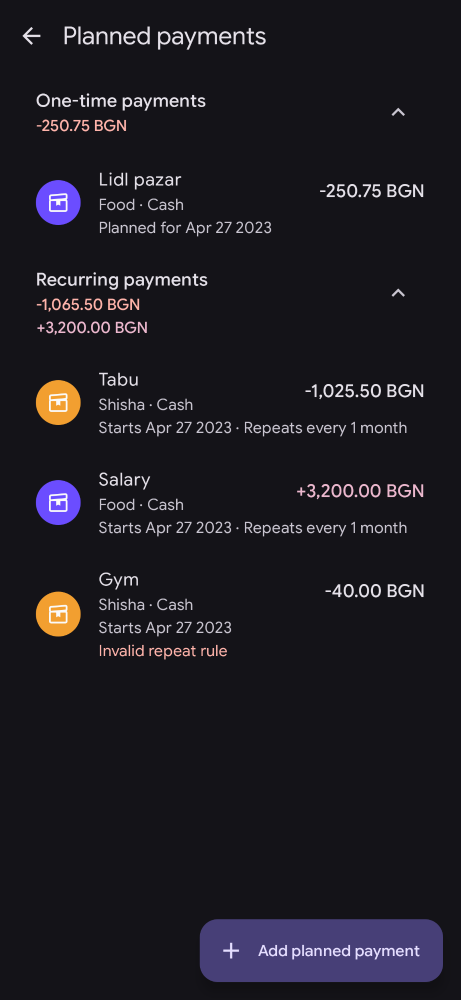 Planned payments
One-time payments
-250.75 BGN
Lidl pazar
-250.75 BGN
Food · Cash
Planned for Apr 27 2023
Recurring payments
-1,065.50 BGN
+3,200.00 BGN
Tabu
-1,025.50 BGN
Shisha · Cash
Starts Apr 27 2023 · Repeats every 1 month
Salary
+3,200.00 BGN
Food · Cash
Starts Apr 27 2023 · Repeats every 1 month
Gym
-40.00 BGN
Shisha · Cash
Starts Apr 27 2023
Invalid repeat rule
Add planned payment